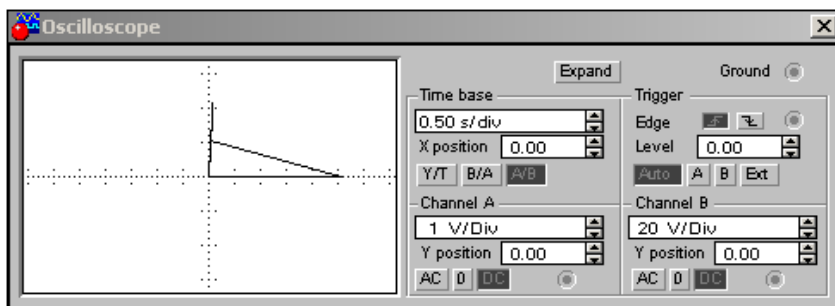 Oscilloscope
Expand Ground
Time base
0.50 s/div
X position 0.00
Y/T B/A A/B
Trigger
Edge
Level 0.00
Auto A B Ext
Channel A
1 V/Div
Y position 0.00
AC 0 DC
Channel B
20 V/Div
Y position 0.00
AC 0 DC